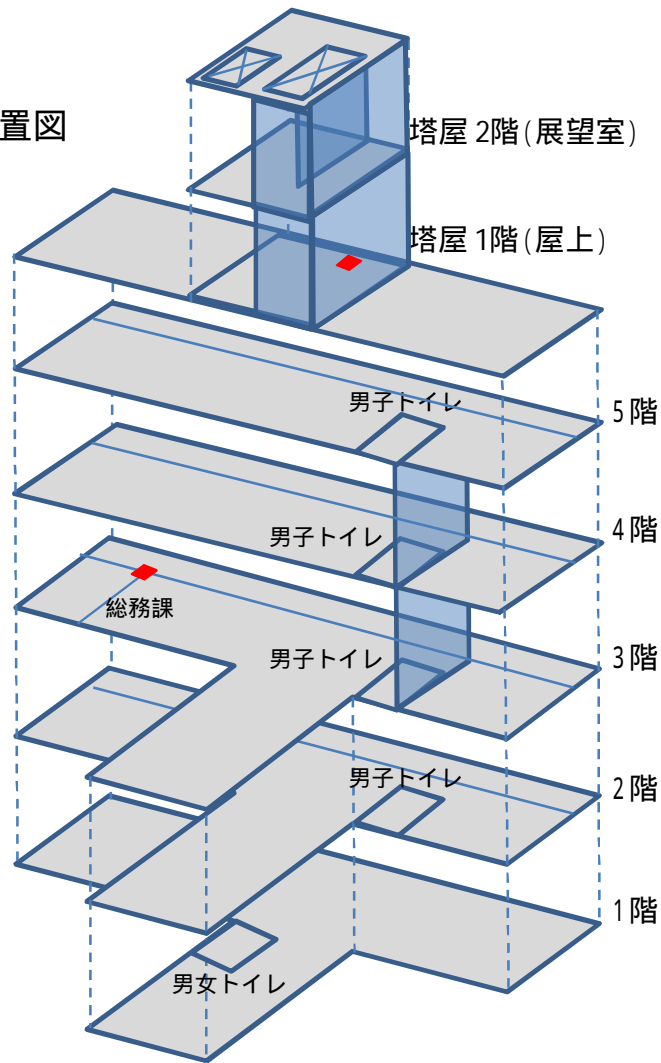 置図
塔屋 2階(展望室)
塔屋 1階(屋上)
男子トイレ
5階
男子トイレ
4階
総務課
男子トイレ
3階
男子トイレ
2階
1階
男女トイレ